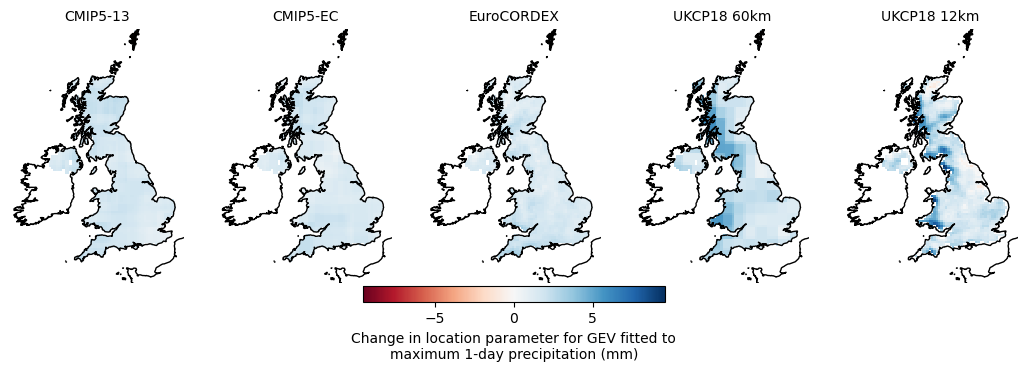 CMIP5-13
CMIP5-EC
EuroCORDEX
UKCP18 60km
UKCP18 12km
−5
0
5
Change in location parameter for GEV fitted to
maximum 1-day precipitation (mm)